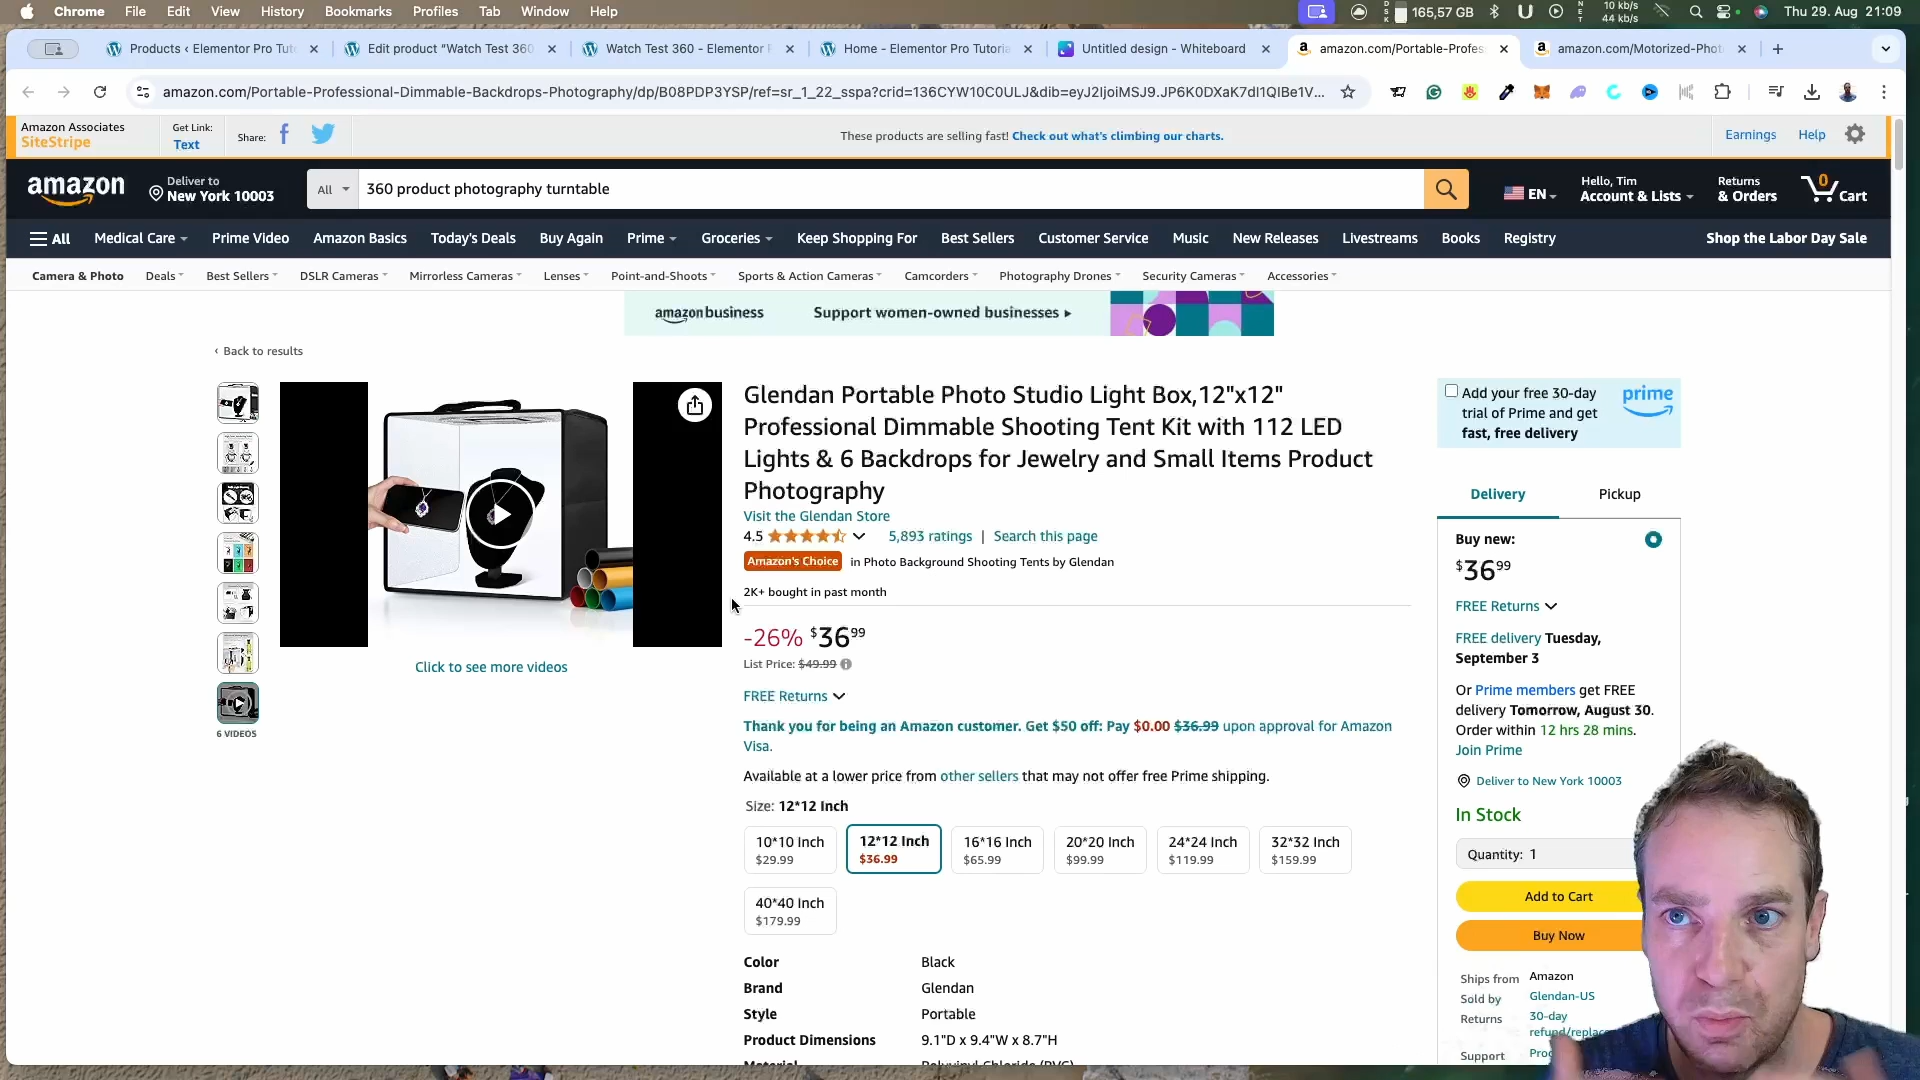 Chrome File Edit View History Bookmarks Profiles Tab Window Help
165,57 GB 10 kb/s 44 kb/s Thu 29. Aug 21:09
Products ‹ Elementor Pro Tuto
Edit product "Watch Test 360
Watch Test 360 - Elementor P
Home - Elementor Pro Tutoria
Untitled design - Whiteboard
amazon.com/Portable-Profes
amazon.com/Motorized-Phot
amazon.com/Portable-Professional-Dimmable-Backdrops-Photography/dp/B08PDP3YSP/ref=sr_1_22_sspa?crid=136CYW10C0ULJ&dib=eyJ2IjoiMSJ9.JP6K0DXaK7dl1QIBe1V...
Amazon Associates
SiteStripe
Get Link:
Text
Share:
These products are selling fast! Check out what's climbing our charts.
Earnings Help
amazon
Deliver to
New York 10003
All
360 product photography turntable
EN
Hello, Tim
Account & Lists
Returns
& Orders
0
Cart
All Medical Care Prime Video Amazon Basics Today's Deals Buy Again Prime Groceries Keep Shopping For Best Sellers Customer Service Music New Releases Livestreams Books Registry Shop the Labor Day Sale
Camera & Photo Deals Best Sellers DSLR Cameras Mirrorless Cameras Lenses Point-and-Shoots Sports & Action Cameras Camcorders Photography Drones Security Cameras Accessories
amazon business Support women-owned businesses ▸
‹ Back to results
6 VIDEOS
Click to see more videos
Glendan Portable Photo Studio Light Box,12"x12"
Professional Dimmable Shooting Tent Kit with 112 LED
Lights & 6 Backdrops for Jewelry and Small Items Product
Photography
Visit the Glendan Store
4.5 5,893 ratings | Search this page
Amazon's Choice in Photo Background Shooting Tents by Glendan
2K+ bought in past month
-26% $36 99
List Price: $49.99
FREE Returns
Thank you for being an Amazon customer. Get $50 off: Pay $0.00 $36.99 upon approval for Amazon
Visa.
Available at a lower price from other sellers that may not offer free Prime shipping.
Size: 12*12 Inch
10*10 Inch
$29.99
12*12 Inch
$36.99
16*16 Inch
$65.99
20*20 Inch
$99.99
24*24 Inch
$119.99
32*32 Inch
$159.99
40*40 Inch
$179.99
Color Black
Brand Glendan
Style Portable
Product Dimensions 9.1"D x 9.4"W x 8.7"H
Material Polyvinyl Chloride (PVC)
Add your free 30-day
trial of Prime and get
fast, free delivery
prime
Delivery Pickup
Buy new:
$36 99
FREE Returns
FREE delivery Tuesday,
September 3
Or Prime members get FREE
delivery Tomorrow, August 30.
Order within 12 hrs 28 mins.
Join Prime
Deliver to New York 10003
In Stock
Quantity: 1
Add to Cart
Buy Now
Ships from Amazon
Sold by Glendan-US
Returns 30-day
refund/replac
Support Proc